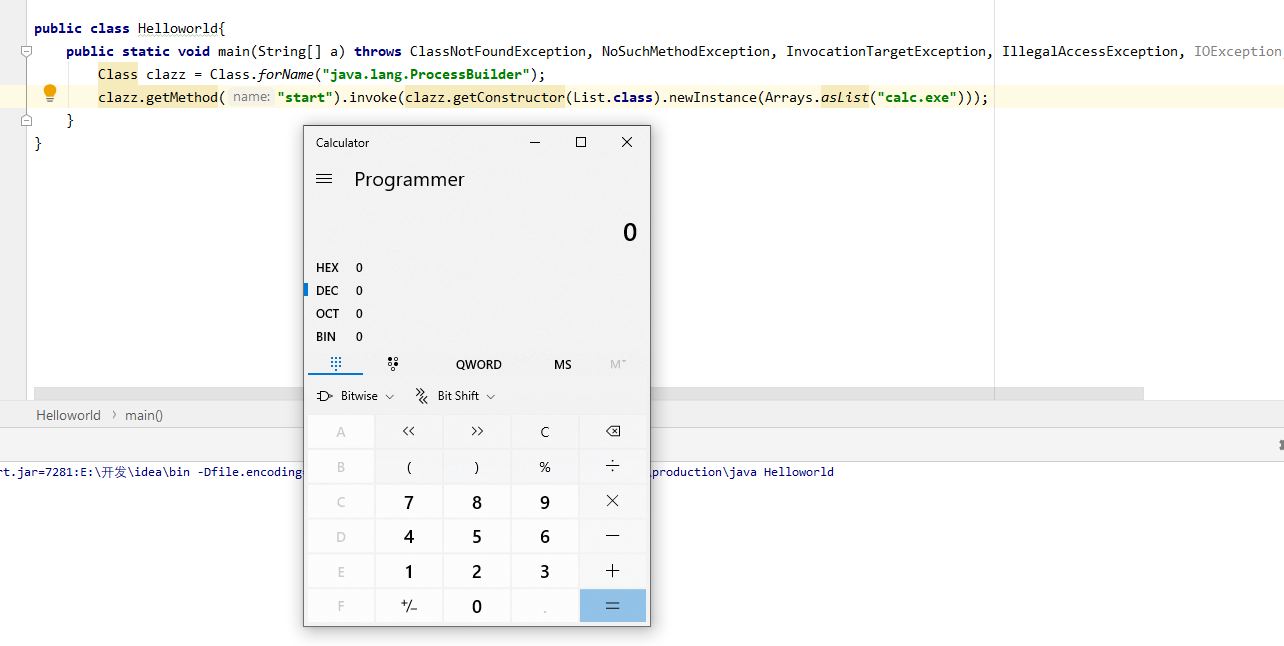 public class Helloworld{
public static void main(String[] a) throws ClassNotFoundException, NoSuchMethodException, InvocationTargetException, IllegalAccessException, IOException,
Class clazz = Class.forName("java.lang.ProcessBuilder");
clazz.getMethod( name: "start").invoke(clazz.getConstructor(List.class).newInstance(Arrays.asList("calc.exe")));
}
}
Calculator
Programmer
0
HEX 0
DEC 0
OCT 0
BIN 0
QWORD MS M˅
Bitwise Bit Shift
A << >> C
B ( ) % ÷
C 7 8 9 ×
D 4 5 6 −
E 1 2 3 +
F +/− 0 . =
Helloworld › main()
rt.jar=7281:E:\开发\idea\bin -Dfile.encoding production\java Helloworld